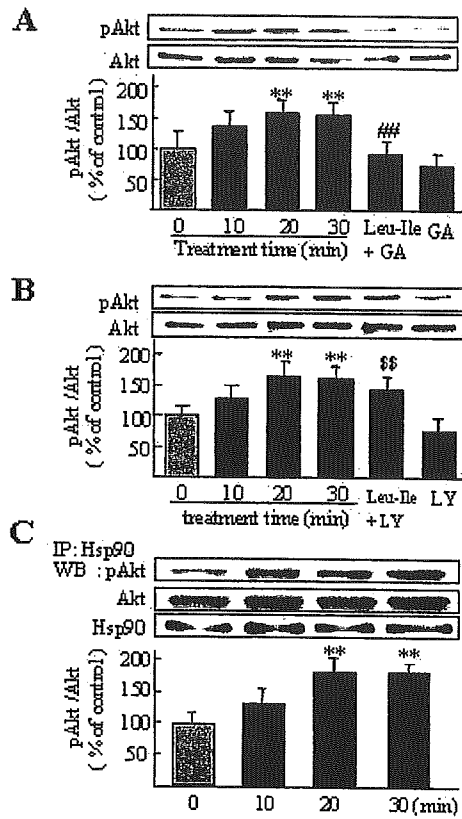 A
pAkt
Akt
pAkt /Akt
( % of control)
200
150
100
50
** **
##
0 10 20 30 Leu-Ile GA
Treatment time (min) + GA
B
pAkt
Akt
pAkt /Akt
( % of control)
200
150
100
50
** **
$$
0 10 20 30 Leu-Ile LY
treatment time (min) +LY
C
IP: Hsp90
WB : pAkt
Akt
Hsp90
pAkt /Akt
( % of control)
200
150
100
50
** **
0 10 20 30 (min)